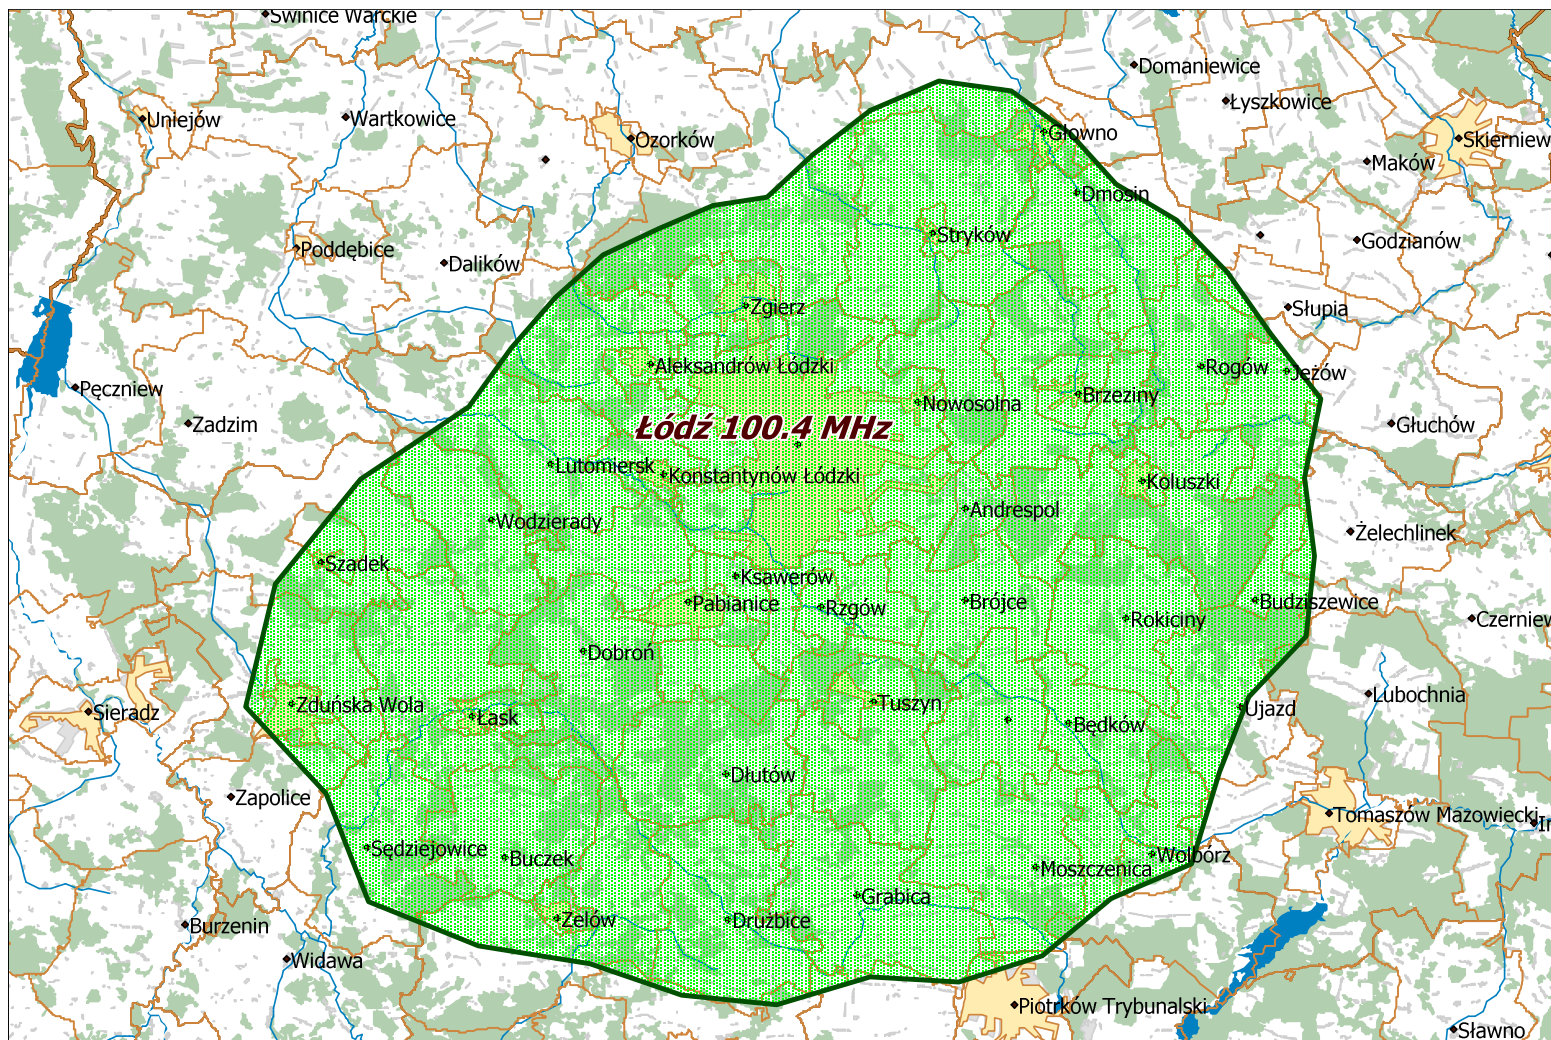 Świnice Warckie
Domaniewice
Łyszkowice
Uniejów
Wartkowice
Ozorków
Głowno
Skierniew
Maków
Dmosin
Stryków
Godzianów
Poddębice
Dalików
Zgierz
Słupia
Aleksandrów Łódzki
Rogów
Jeżów
Pęczniew
Nowosolna
Brzeziny
Zadzim
Łódź 100.4 MHz
Głuchów
Lutomiersk
Konstantynów Łódzki
Koluszki
Andrespol
Wodzierady
Żelechlinek
Szadek
Ksawerów
Pabianice
Rzgów
Brójce
Budziszewice
Rokiciny
Czerniew
Dobroń
Lubochnia
Zduńska Wola
Tuszyn
Ujazd
Sieradz
Łask
Będków
Dłutów
Zapolice
Tomaszów Mazowiecki
In
Sędziejowice
Buczek
Wolbórz
Moszczenica
Grabica
Zelów
Drużbice
Burzenin
Widawa
Piotrków Trybunalski
Sławno